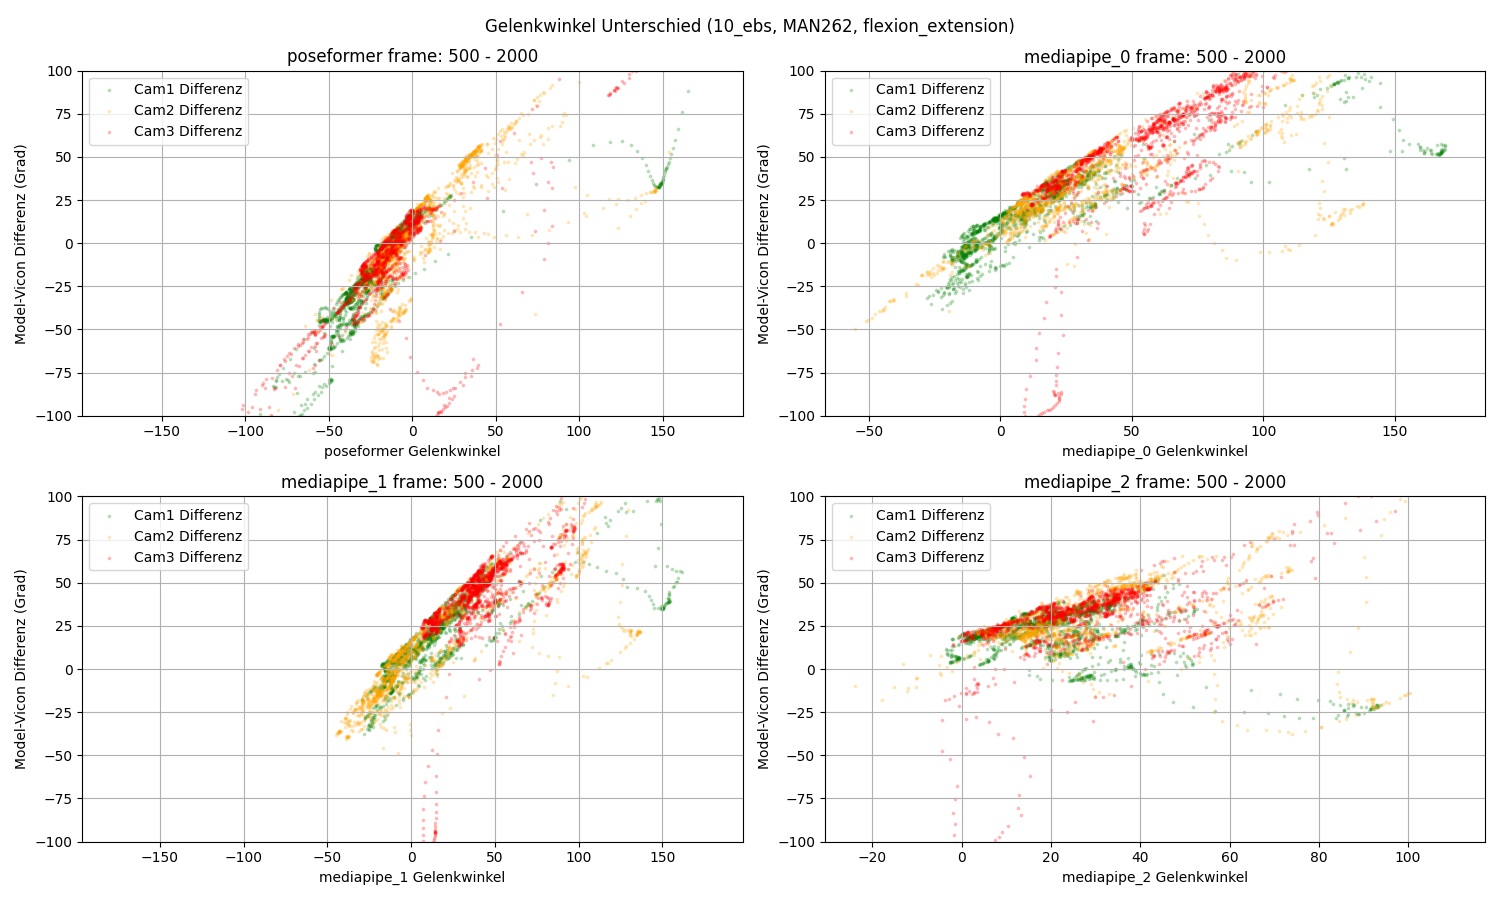 Gelenkwinkel Unterschied (10_ebs, MAN262, flexion_extension)
poseformer frame: 500 - 2000
100
75
50
25
0
−25
−50
−75
−100
Model-Vicon Differenz (Grad)
Cam1 Differenz
Cam2 Differenz
Cam3 Differenz
−150
−100
−50
0
50
100
150
poseformer Gelenkwinkel
mediapipe_0 frame: 500 - 2000
100
75
50
25
0
−25
−50
−75
−100
Model-Vicon Differenz (Grad)
Cam1 Differenz
Cam2 Differenz
Cam3 Differenz
−50
0
50
100
150
mediapipe_0 Gelenkwinkel
mediapipe_1 frame: 500 - 2000
100
75
50
25
0
−25
−50
−75
−100
Model-Vicon Differenz (Grad)
Cam1 Differenz
Cam2 Differenz
Cam3 Differenz
−150
−100
−50
0
50
100
150
mediapipe_1 Gelenkwinkel
mediapipe_2 frame: 500 - 2000
100
75
50
25
0
−25
−50
−75
−100
Model-Vicon Differenz (Grad)
Cam1 Differenz
Cam2 Differenz
Cam3 Differenz
−20
0
20
40
60
80
100
mediapipe_2 Gelenkwinkel